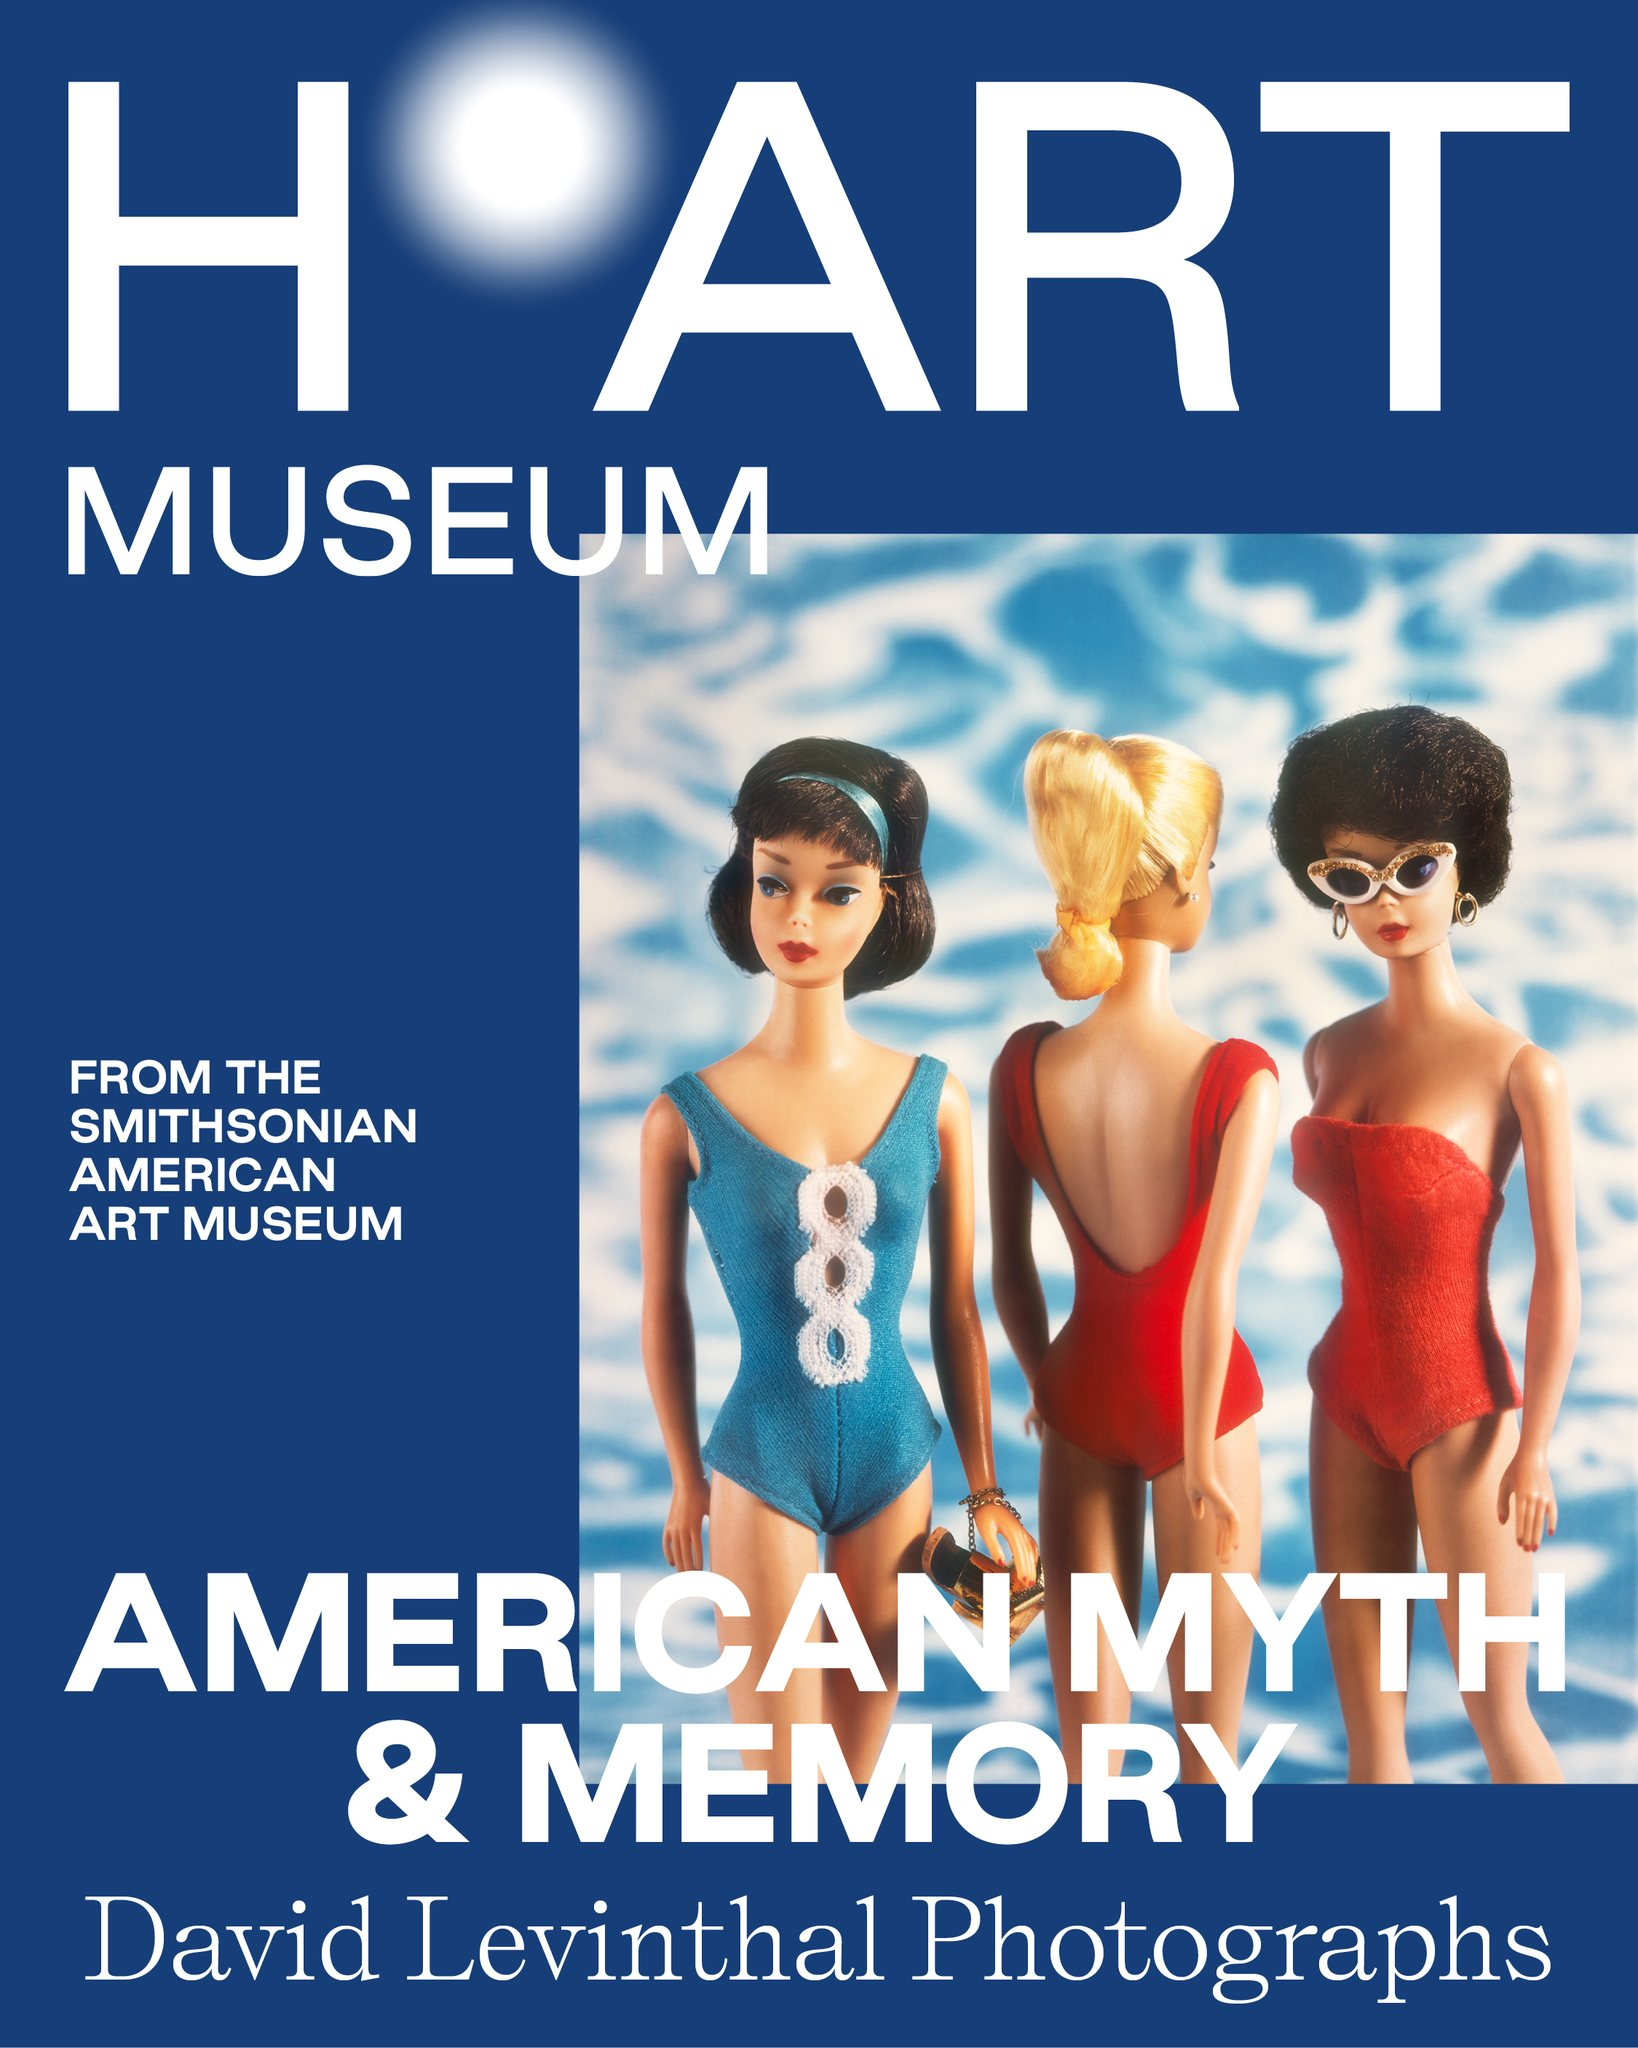 H•ART
MUSEUM
FROM THE
SMITHSONIAN
AMERICAN
ART MUSEUM
AMERICAN MYTH
& MEMORY
David Levinthal Photographs